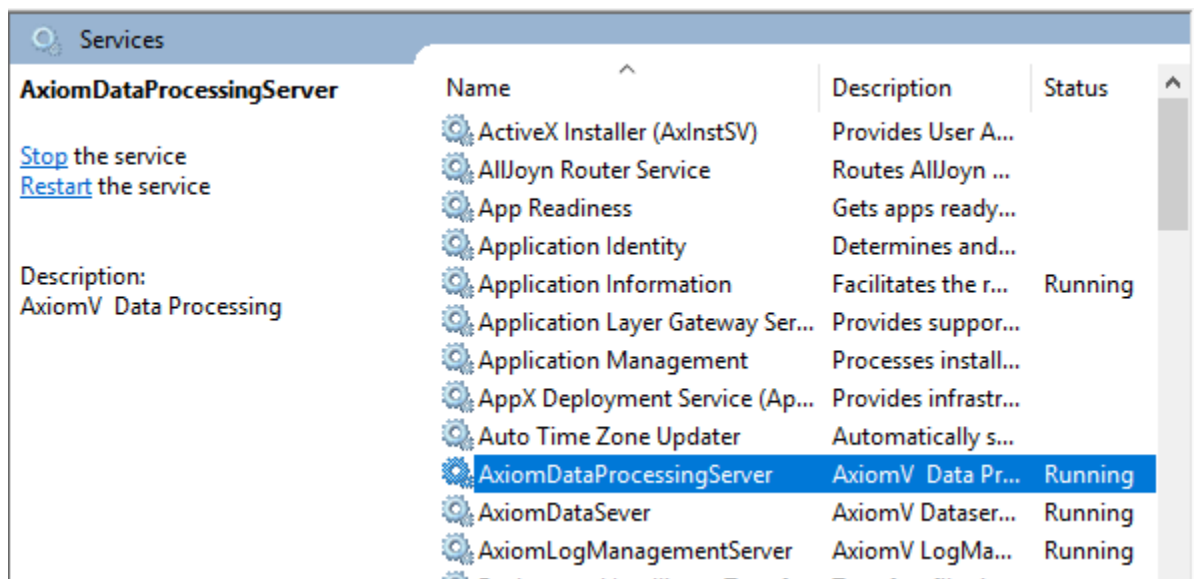 Services
AxiomDataProcessingServer
Stop the service
Restart the service
Description:
AxiomV  Data Processing
Name Description Status
ActiveX Installer (AxInstSV) Provides User A...
AllJoyn Router Service Routes AllJoyn ...
App Readiness Gets apps ready...
Application Identity Determines and...
Application Information Facilitates the r... Running
Application Layer Gateway Ser... Provides suppor...
Application Management Processes install...
AppX Deployment Service (Ap... Provides infrastr...
Auto Time Zone Updater Automatically s...
AxiomDataProcessingServer AxiomV  Data Pr... Running
AxiomDataSever AxiomV Dataser... Running
AxiomLogManagementServer AxiomV LogMa... Running